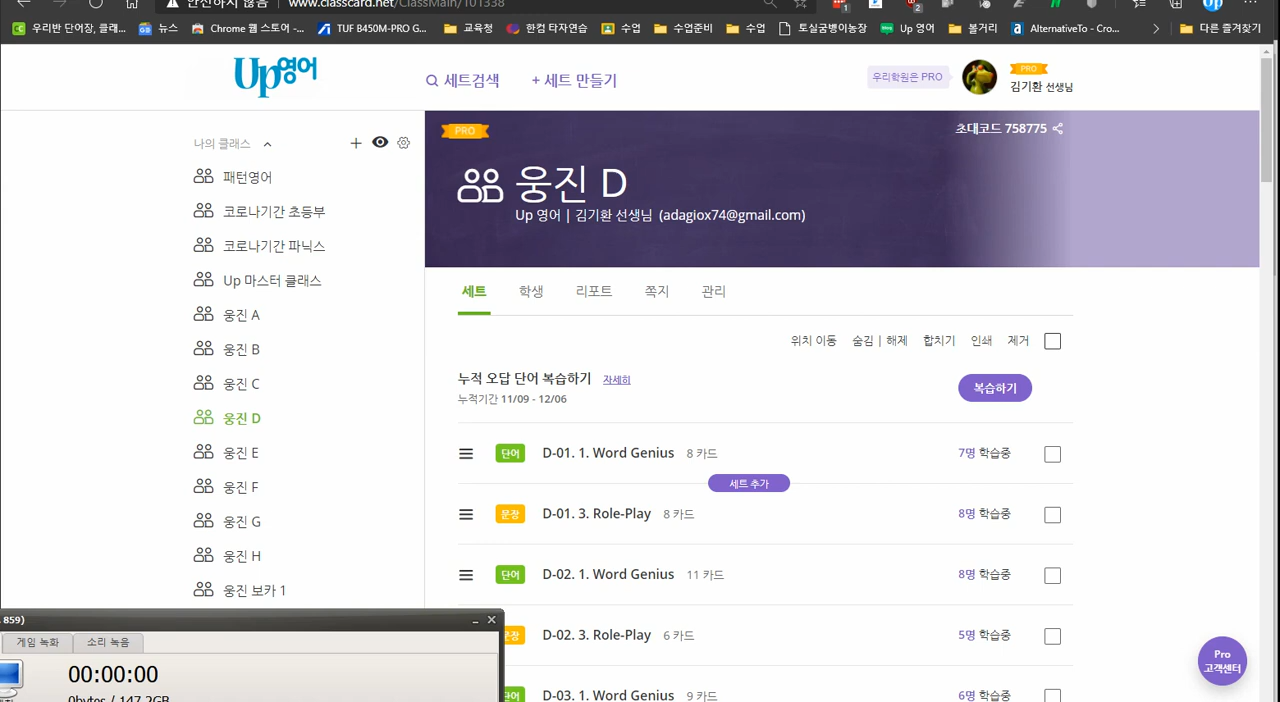 안전하지 않음 www.classcard.net/ClassMain/101338
우리반 단어장, 클래... 뉴스 Chrome 웹 스토어 -... TUF B450M-PRO G... 교육청 한컴 타자연습 수업 수업준비 수업 토실굼벵이농장 Up 영어 볼거리 AlternativeTo - Cro... 다른 즐겨찾기
Up영어
세트검색 + 세트 만들기
우리학원은 PRO
PRO
김기환 선생님
나의 클래스
패턴영어
코로나기간 초등부
코로나기간 파닉스
Up 마스터 클래스
웅진 A
웅진 B
웅진 C
웅진 D
웅진 E
웅진 F
웅진 G
웅진 H
웅진 보카 1
PRO
초대코드 758775
웅진 D
Up 영어 | 김기환 선생님 (adagiox74@gmail.com)
세트 학생 리포트 쪽지 관리
위치 이동 숨김 | 해제 합치기 인쇄 제거
누적 오답 단어 복습하기 자세히
누적기간 11/09 - 12/06
복습하기
단어 D-01. 1. Word Genius 8 카드 7명 학습중
세트 추가
문장 D-01. 3. Role-Play 8 카드 8명 학습중
단어 D-02. 1. Word Genius 11 카드 8명 학습중
문장 D-02. 3. Role-Play 6 카드 5명 학습중
단어 D-03. 1. Word Genius 9 카드 6명 학습중
Pro
고객센터
859)
게임 녹화 소리 녹음
00:00:00
0bytes / 147.2GB